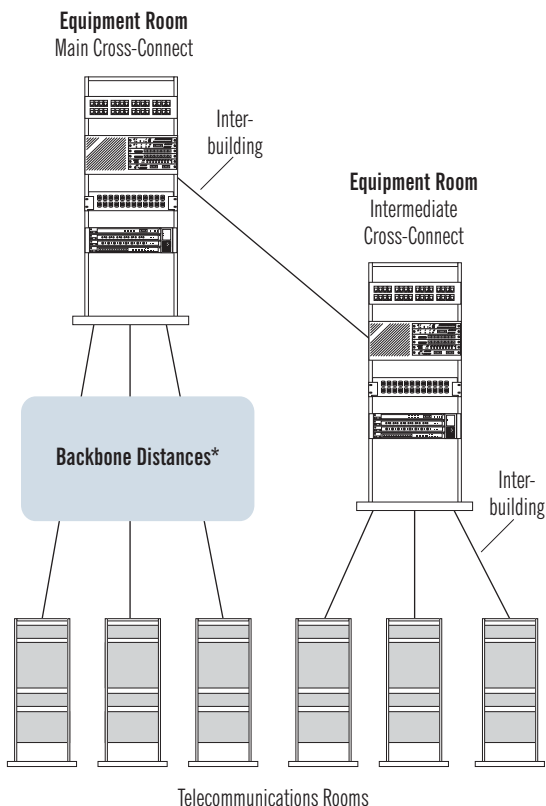 Equipment Room
Main Cross-Connect
Inter-
building
Equipment Room
Intermediate
Cross-Connect
Backbone Distances*
Inter-
building
Telecommunications Rooms